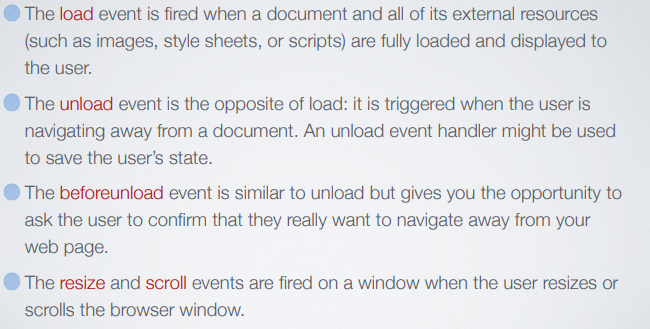 The load event is fired when a document and all of its external resources
(such as images, style sheets, or scripts) are fully loaded and displayed to
the user.
The unload event is the opposite of load: it is triggered when the user is
navigating away from a document. An unload event handler might be used
to save the user’s state.
The beforeunload event is similar to unload but gives you the opportunity to
ask the user to confirm that they really want to navigate away from your
web page.
The resize and scroll events are fired on a window when the user resizes or
scrolls the browser window.